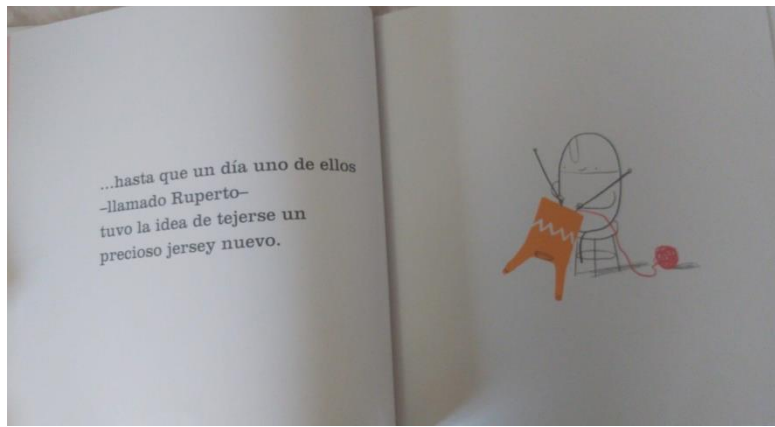 ...hasta que un día uno de ellos
–llamado Ruperto–
tuvo la idea de tejerse un
precioso jersey nuevo.